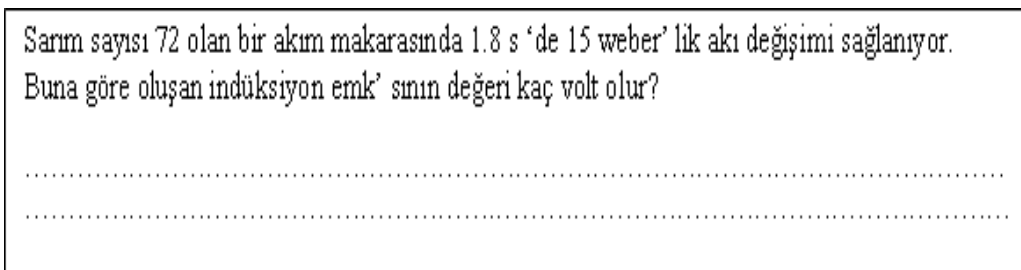 Sarım sayısı 72 olan bir akım makarasında 1.8 s ‘de 15 weber’ lik akı değişimi sağlanıyor.
Buna göre oluşan indüksiyon emk’ sının değeri kaç volt olur?
....................................................................................................................
....................................................................................................................